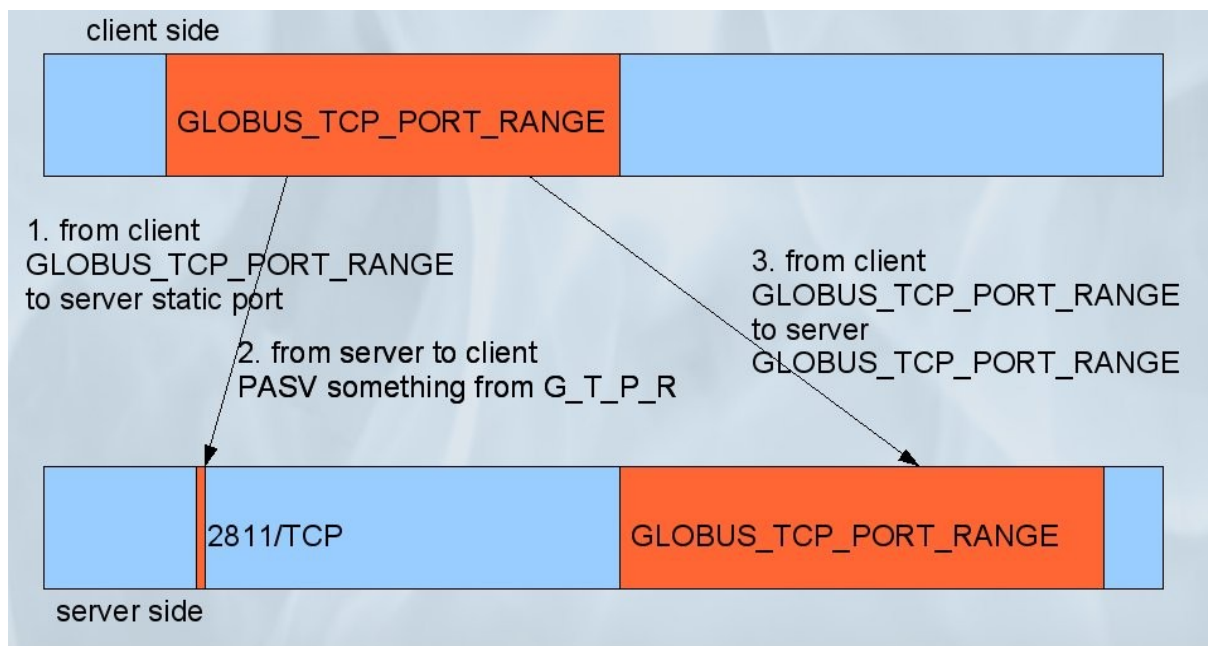 client side
GLOBUS_TCP_PORT_RANGE
1. from client
GLOBUS_TCP_PORT_RANGE
to server static port
2. from server to client
PASV something from G_T_P_R
3. from client
GLOBUS_TCP_PORT_RANGE
to server
GLOBUS_TCP_PORT_RANGE
2811/TCP
GLOBUS_TCP_PORT_RANGE
server side